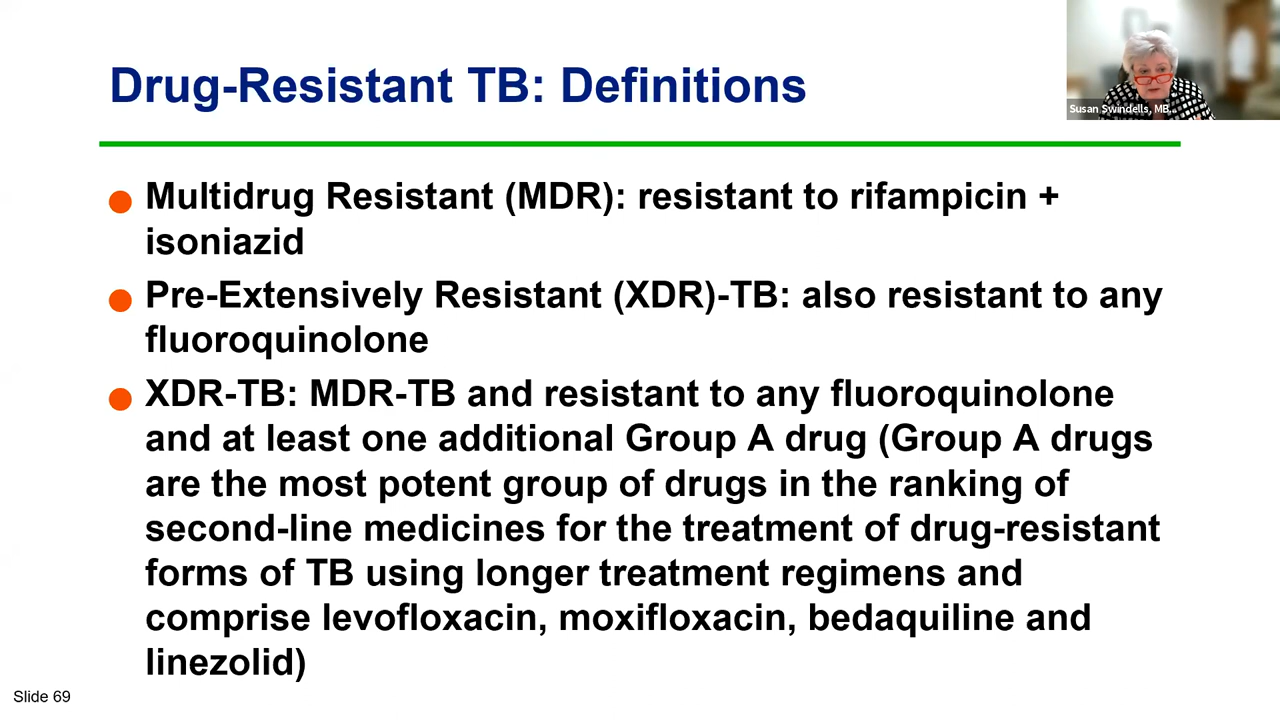 Drug-Resistant TB: Definitions
Susan Swindells, MB...
Multidrug Resistant (MDR): resistant to rifampicin +
isoniazid
Pre-Extensively Resistant (XDR)-TB: also resistant to any
fluoroquinolone
XDR-TB: MDR-TB and resistant to any fluoroquinolone
and at least one additional Group A drug (Group A drugs
are the most potent group of drugs in the ranking of
second-line medicines for the treatment of drug-resistant
forms of TB using longer treatment regimens and
comprise levofloxacin, moxifloxacin, bedaquiline and
linezolid)
Slide 69